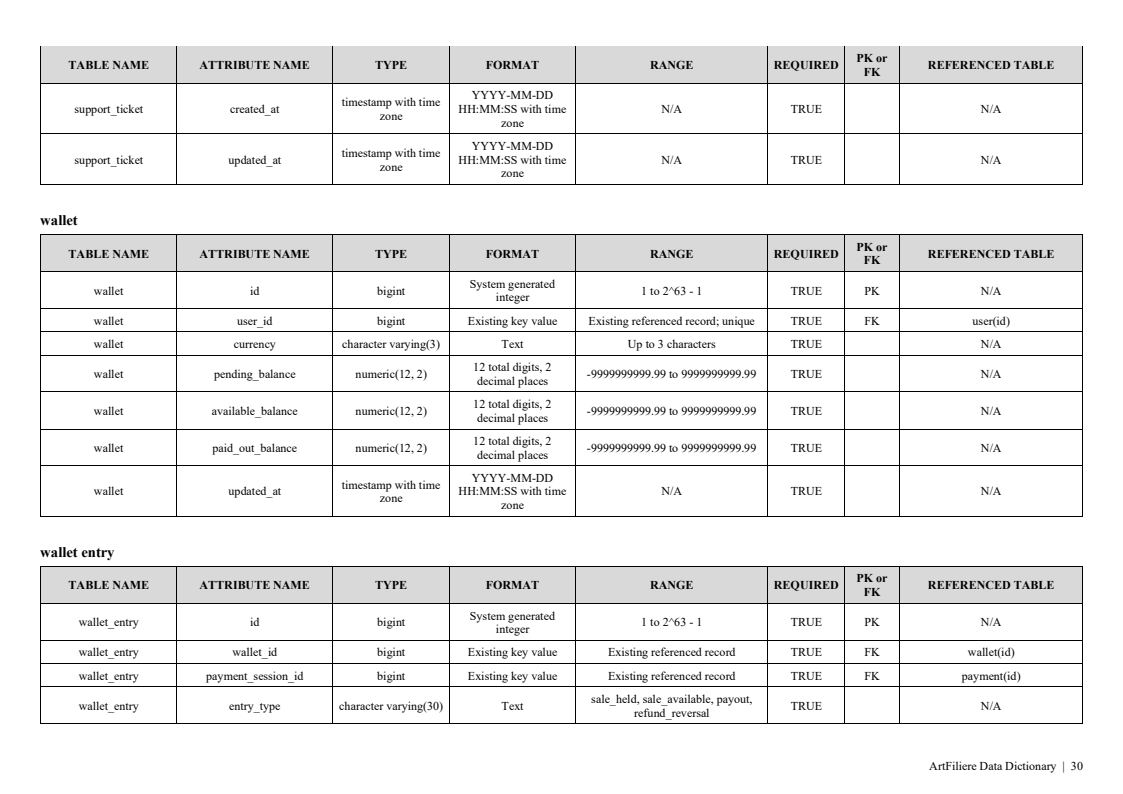 TABLE NAME ATTRIBUTE NAME TYPE FORMAT RANGE REQUIRED PK or FK REFERENCED TABLE
support_ticket created_at timestamp with time zone YYYY-MM-DD HH:MM:SS with time zone N/A TRUE N/A
support_ticket updated_at timestamp with time zone YYYY-MM-DD HH:MM:SS with time zone N/A TRUE N/A
wallet
TABLE NAME ATTRIBUTE NAME TYPE FORMAT RANGE REQUIRED PK or FK REFERENCED TABLE
wallet id bigint System generated integer 1 to 2^63 - 1 TRUE PK N/A
wallet user_id bigint Existing key value Existing referenced record; unique TRUE FK user(id)
wallet currency character varying(3) Text Up to 3 characters TRUE N/A
wallet pending_balance numeric(12, 2) 12 total digits, 2 decimal places -9999999999.99 to 9999999999.99 TRUE N/A
wallet available_balance numeric(12, 2) 12 total digits, 2 decimal places -9999999999.99 to 9999999999.99 TRUE N/A
wallet paid_out_balance numeric(12, 2) 12 total digits, 2 decimal places -9999999999.99 to 9999999999.99 TRUE N/A
wallet updated_at timestamp with time zone YYYY-MM-DD HH:MM:SS with time zone N/A TRUE N/A
wallet entry
TABLE NAME ATTRIBUTE NAME TYPE FORMAT RANGE REQUIRED PK or FK REFERENCED TABLE
wallet_entry id bigint System generated integer 1 to 2^63 - 1 TRUE PK N/A
wallet_entry wallet_id bigint Existing key value Existing referenced record TRUE FK wallet(id)
wallet_entry payment_session_id bigint Existing key value Existing referenced record TRUE FK payment(id)
wallet_entry entry_type character varying(30) Text sale_held, sale_available, payout, refund_reversal TRUE N/A
ArtFiliere Data Dictionary | 30